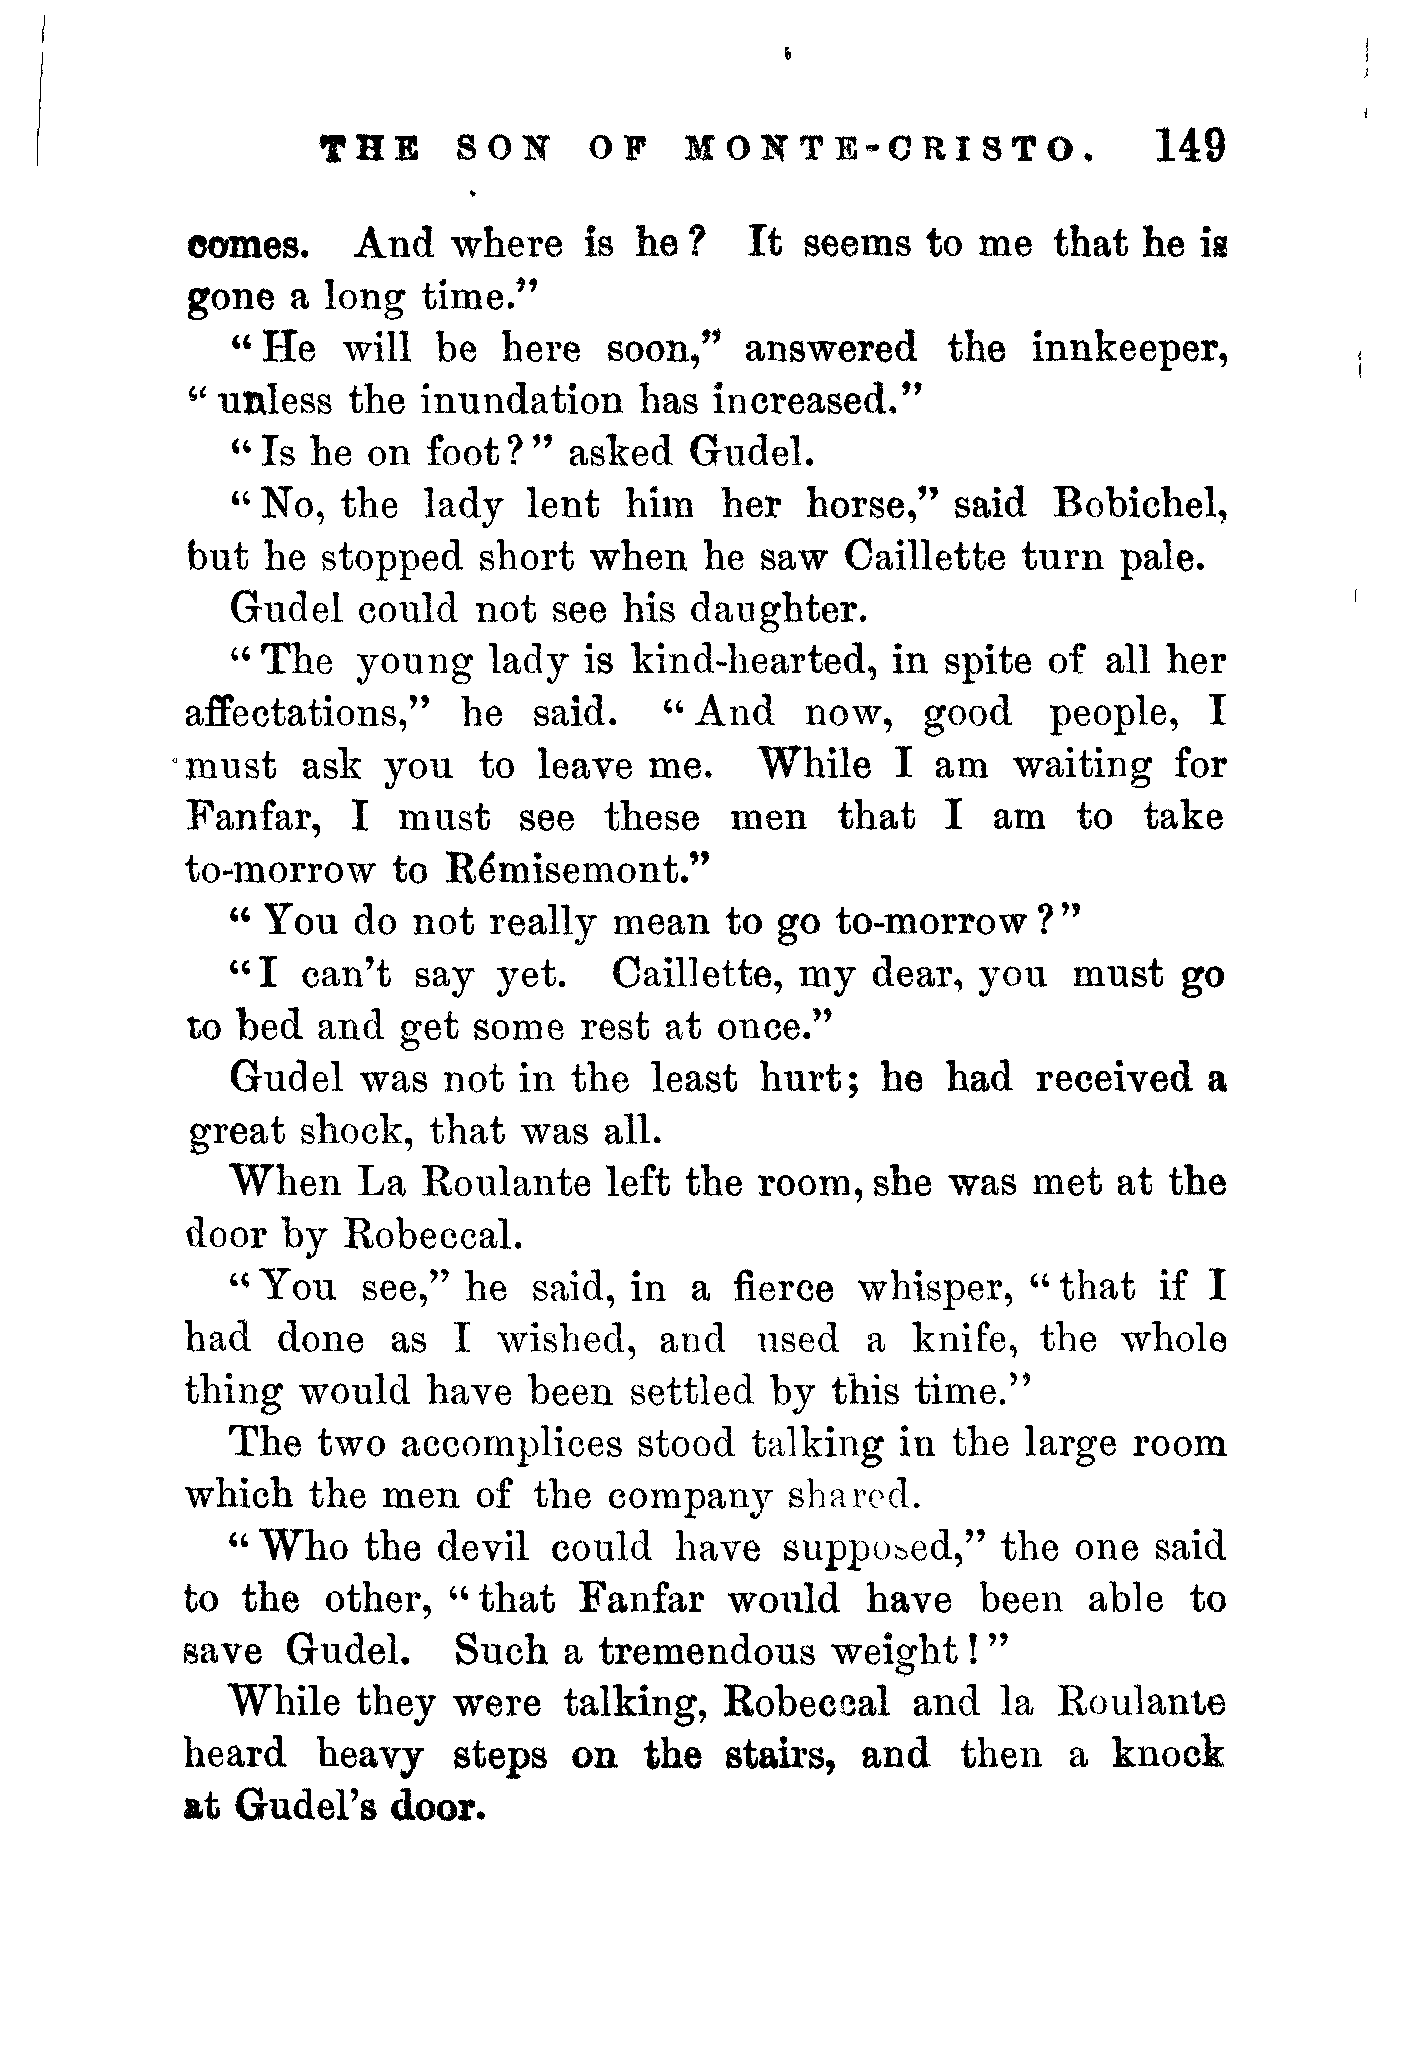 THE SON OF MONTE-CRISTO. 149
comes. And where is he? It seems to me that he is
gone a long time."
"He will be here soon," answered the innkeeper,
"unless the inundation has increased."
"Is he on foot?" asked Gudel.
"No, the lady lent him her horse," said Bobichel,
but he stopped short when he saw Caillette turn pale.
Gudel could not see his daughter.
"The young lady is kind-hearted, in spite of all her
affectations," he said. "And now, good people, I
must ask you to leave me. While I am waiting for
Fanfar, I must see these men that I am to take
to-morrow to Rémisemont."
"You do not really mean to go to-morrow?"
"I can't say yet. Caillette, my dear, you must go
to bed and get some rest at once."
Gudel was not in the least hurt; he had received a
great shock, that was all.
When La Roulante left the room, she was met at the
door by Robeccal.
"You see," he said, in a fierce whisper, "that if I
had done as I wished, and used a knife, the whole
thing would have been settled by this time."
The two accomplices stood talking in the large room
which the men of the company shared.
"Who the devil could have supposed," the one said
to the other, "that Fanfar would have been able to
save Gudel. Such a tremendous weight!"
While they were talking, Robeccal and la Roulante
heard heavy steps on the stairs, and then a knock
at Gudel's door.